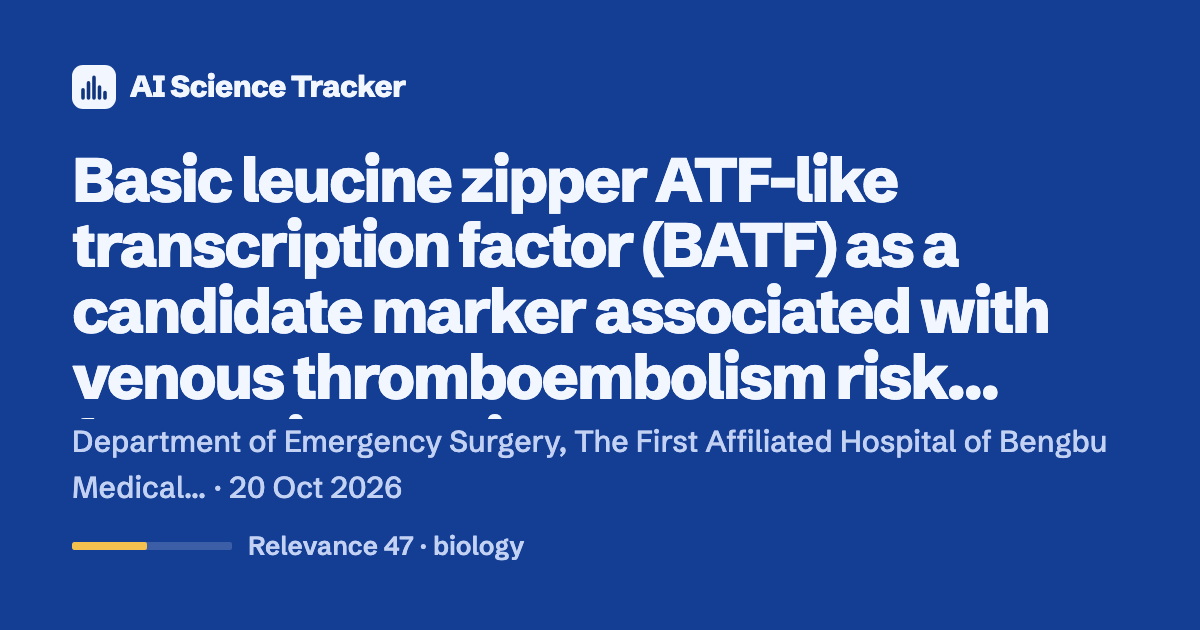 AI Science Tracker
Basic leucine zipper ATF-like
transcription factor (BATF) as a
candidate marker associated with
venous thromboembolism risk...
Department of Emergency Surgery, The First Affiliated Hospital of Bengbu
Medical... · 20 Oct 2026
Relevance 47 · biology